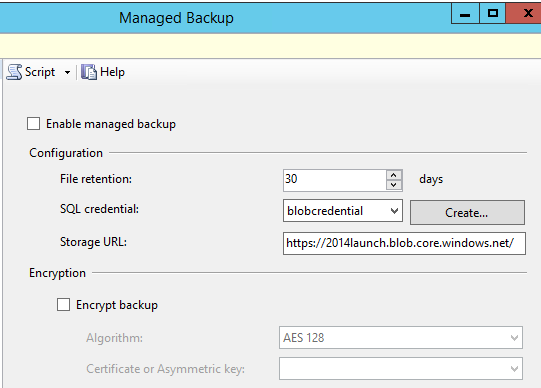 Managed Backup
Script Help
Enable managed backup
Configuration
File retention: 30 days
SQL credential: blobcredential Create...
Storage URL: https://2014launch.blob.core.windows.net/
Encryption
Encrypt backup
Algorithm: AES 128
Certificate or Asymmetric key: